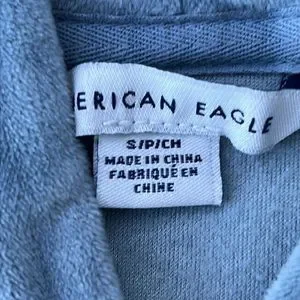 ERICAN EAGLE
S/P/CH
MADE IN CHINA
FABRIQUÉ EN
CHINE